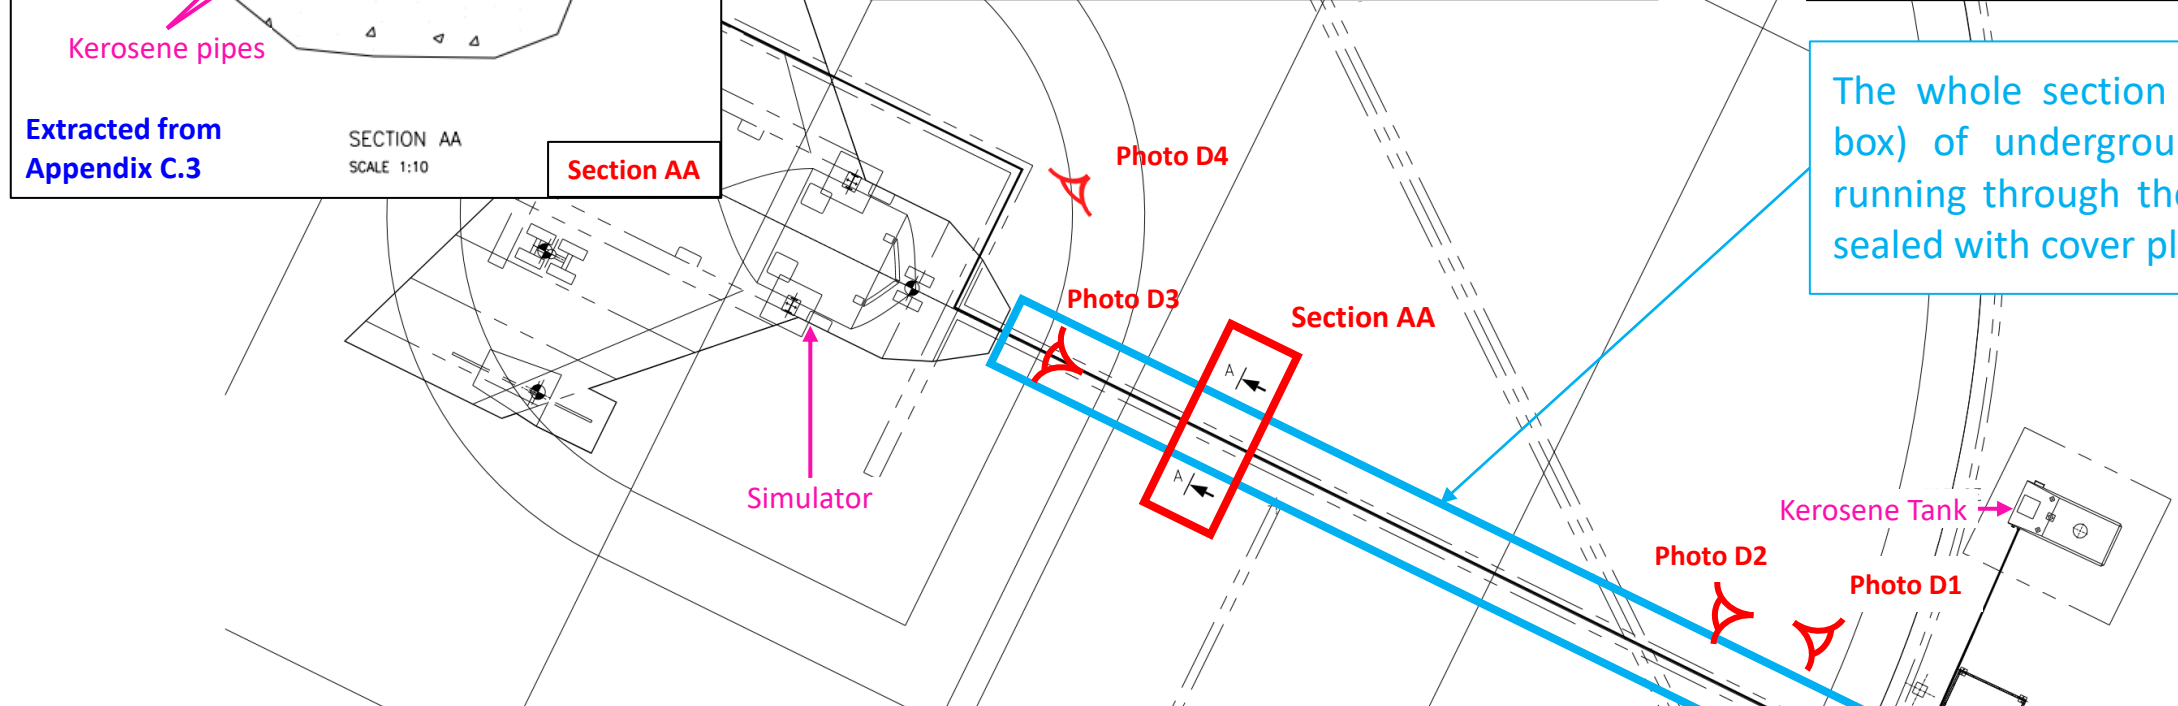 Kerosene pipes
Extracted from
Appendix C.3
SECTION AA
SCALE 1:10
Section AA
Photo D4
The whole section
box) of undergrou
running through the
sealed with cover pl
Photo D3
Section AA
A
A
Simulator
Kerosene Tank
Photo D2
Photo D1